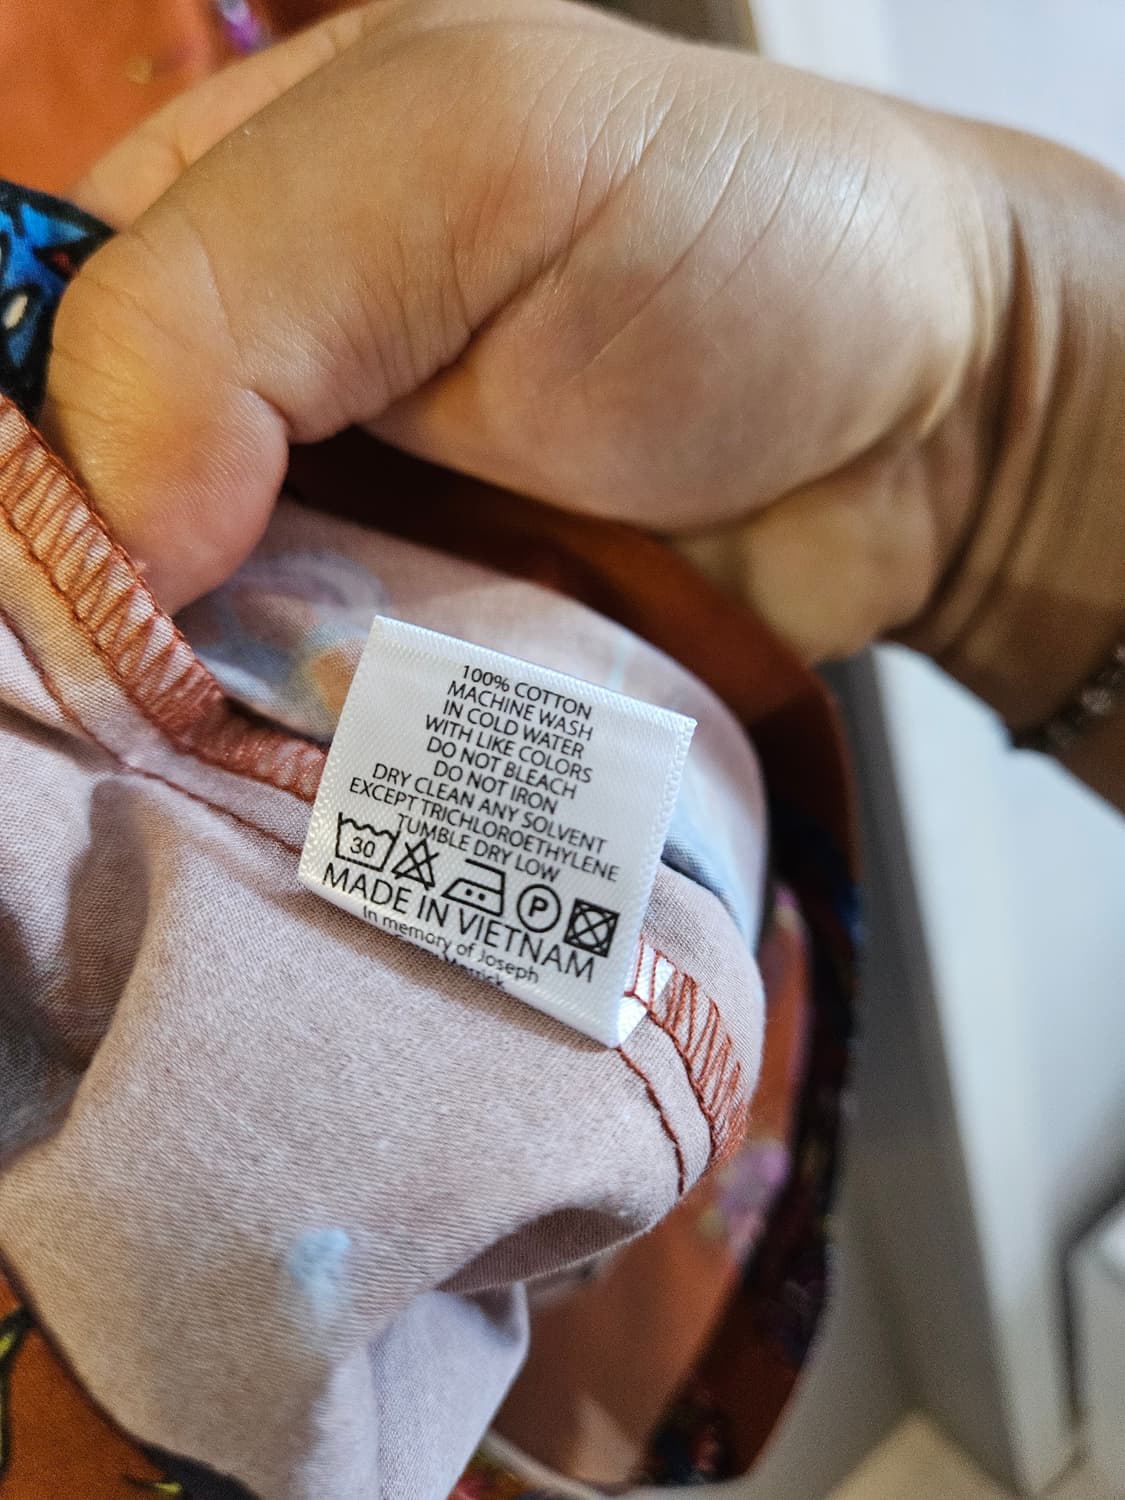 100% COTTON
MACHINE WASH
IN COLD WATER
WITH LIKE COLORS
DO NOT BLEACH
DO NOT IRON
DRY CLEAN ANY SOLVENT
EXCEPT TRICHLOROETHYLENE
TUMBLE DRY LOW
30 P
MADE IN VIETNAM
In memory of Joseph
Merrick